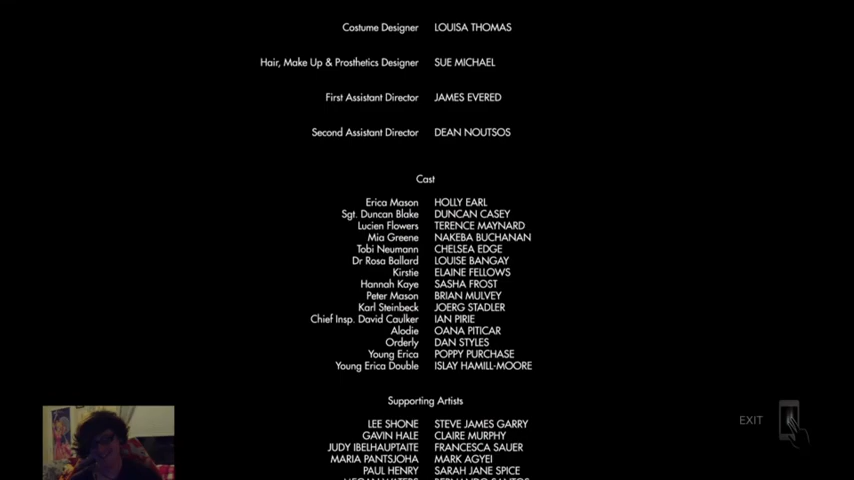 Costume Designer LOUISA THOMAS
Hair, Make Up & Prosthetics Designer SUE MICHAEL
First Assistant Director JAMES EVERED
Second Assistant Director DEAN NOUTSOS
Cast
Erica Mason HOLLY EARL
Sgt. Duncan Blake DUNCAN CASEY
Lucien Flowers TERENCE MAYNARD
Mia Greene NAKEBA BUCHANAN
Tobi Neumann CHELSEA EDGE
Dr Rosa Ballard LOUISE BANGAY
Kirstie ELAINE FELLOWS
Hannah Kaye SASHA FROST
Peter Mason BRIAN MULVEY
Karl Steinbeck JOERG STADLER
Chief Insp. David Caulker IAN PIRIE
Alodie OANA PITICAR
Orderly DAN STYLES
Young Erica POPPY PURCHASE
Young Erica Double ISLAY HAMILL-MOORE
Supporting Artists
LEE SHONE STEVE JAMES GARRY
GAVIN HALE CLAIRE MURPHY
JUDY IBELHAUPTAITE FRANCESCA SAUER
MARIA PANTSJOHA MARK AGYEI
PAUL HENRY SARAH JANE SPICE
EXIT